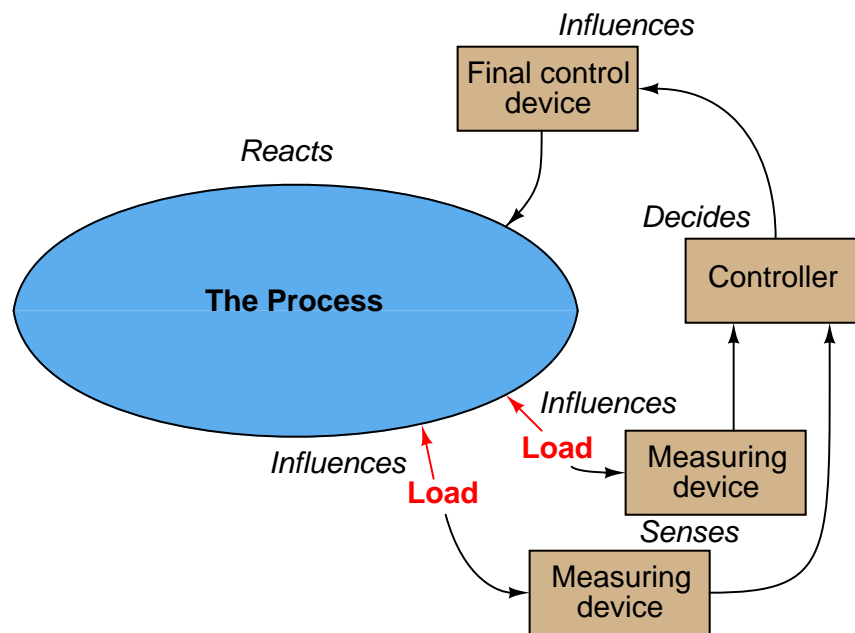 Influences
Final control
device
Reacts
Decides
Controller
The Process
Influences
Load
Measuring
device
Influences
Load
Senses
Measuring
device